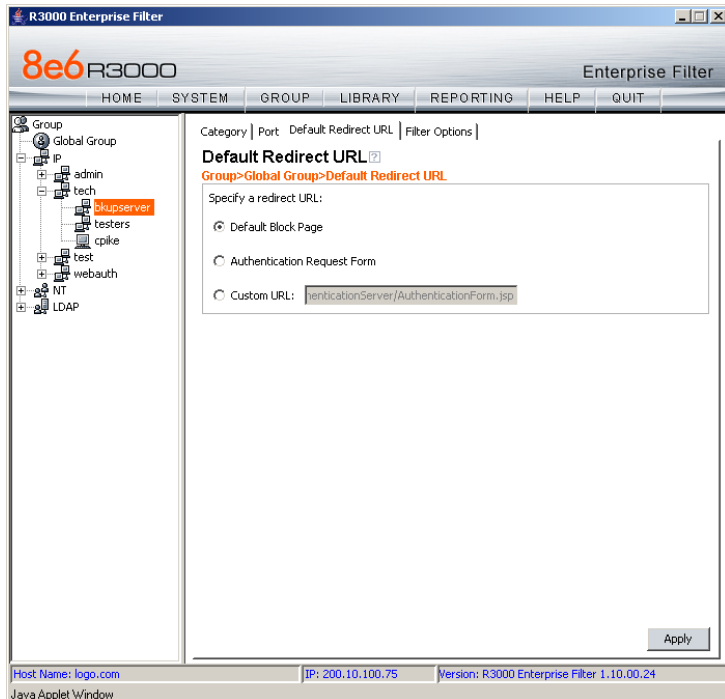 R3000 Enterprise Filter
8e6 R3000
Enterprise Filter
HOME SYSTEM GROUP LIBRARY REPORTING HELP QUIT
Group
Global Group
IP
admin
tech
bkupserver
testers
cpike
test
webauth
NT
LDAP
Category Port Default Redirect URL Filter Options
Default Redirect URL ?
Group>Global Group>Default Redirect URL
Specify a redirect URL:
Default Block Page
Authentication Request Form
Custom URL: henticationServer/AuthenticationForm.jsp
Apply
Host Name: logo.com IP: 200.10.100.75 Version: R3000 Enterprise Filter 1.10.00.24
Java Applet Window